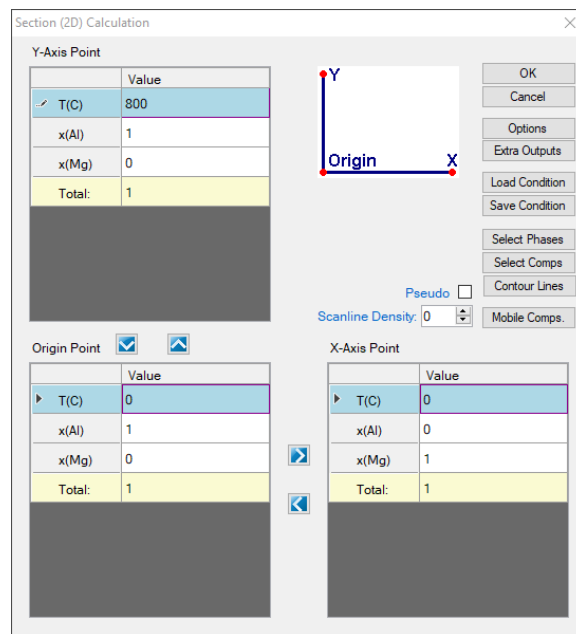 Section (2D) Calculation
Y-Axis Point
Value
T(C) 800
x(Al) 1
x(Mg) 0
Total: 1
Y
Origin X
OK
Cancel
Options
Extra Outputs
Load Condition
Save Condition
Select Phases
Select Comps
Contour Lines
Mobile Comps.
Pseudo
Scanline Density: 0
Origin Point
Value
T(C) 0
x(Al) 1
x(Mg) 0
Total: 1
X-Axis Point
Value
T(C) 0
x(Al) 0
x(Mg) 1
Total: 1